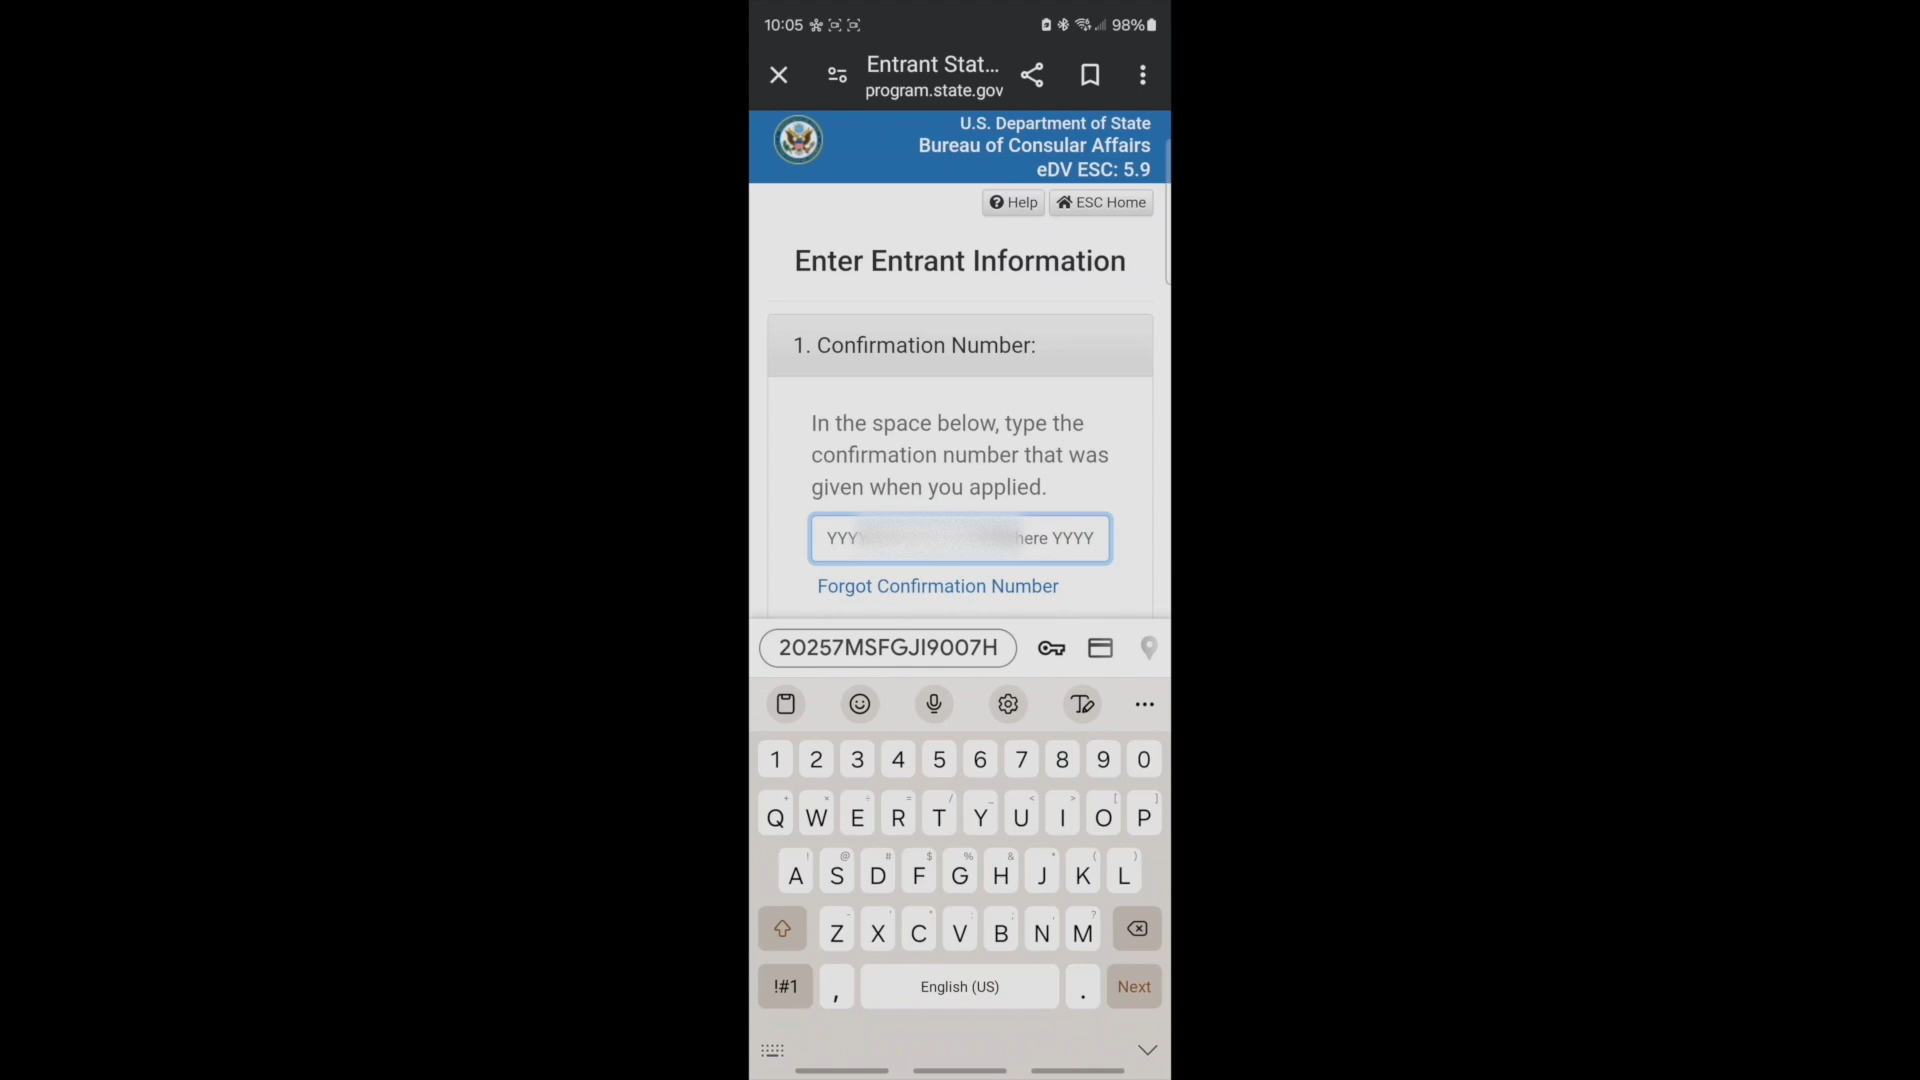 10:05
98%
Entrant Stat...
program.state.gov
U.S. Department of State
Bureau of Consular Affairs
eDV ESC: 5.9
Help
ESC Home
Enter Entrant Information
1. Confirmation Number:
In the space below, type the
confirmation number that was
given when you applied.
YYYY here YYYY
Forgot Confirmation Number
20257MSFGJI9007H
1 2 3 4 5 6 7 8 9 0
Q W E R T Y U I O P
A S D F G H J K L
Z X C V B N M
!#1 , English (US) . Next